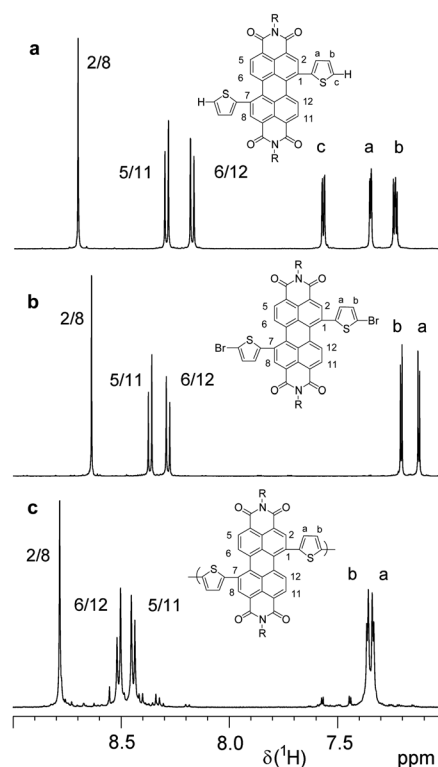 a
R
O N O
5 2 a b
6 1 S c H
H S 7 12
8 11
O N O
R
2/8
5/11
6/12
c
a
b
b
R
O N O
5 2 a b
6 1 S Br
Br S 7 12
8 11
O N O
R
2/8
5/11
6/12
b
a
c
R
O N O
5 2 a b
6 1 S
S 7 12
8 11
O N O
R
2/8
6/12
5/11
b
a
8.5 8.0 7.5
δ(¹H) ppm